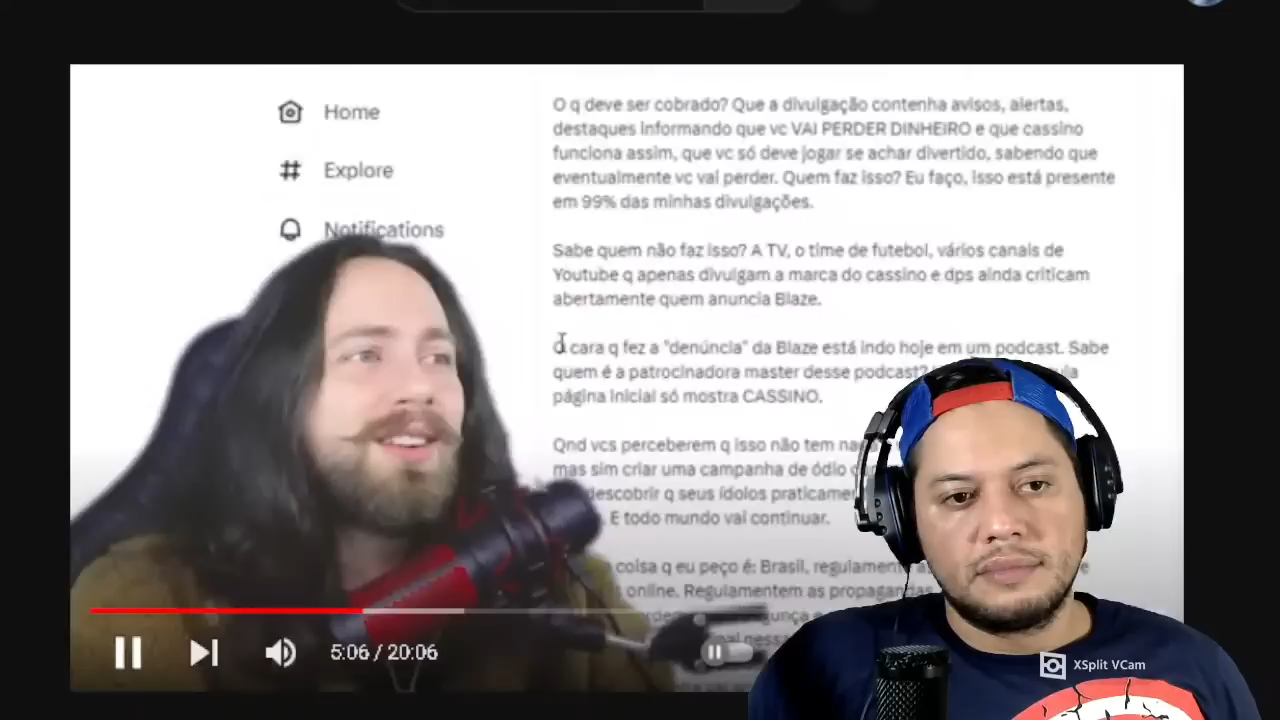 Home
Explore
Notifications
O q deve ser cobrado? Que a divulgação contenha avisos, alertas,
destaques informando que vc VAI PERDER DINHEIRO e que cassino
funciona assim, que vc só deve jogar se achar divertido, sabendo que
eventualmente vc vai perder. Quem faz isso? Eu faço, isso está presente
em 99% das minhas divulgações.
Sabe quem não faz isso? A TV, o time de futebol, vários canais de
Youtube q apenas divulgam a marca do cassino e dps ainda criticam
abertamente quem anuncia Blaze.
O cara q fez a "denúncia" da Blaze está indo hoje em um podcast. Sabe
quem é a patrocinadora master desse podcast?
página inicial só mostra CASSINO.
Qnd vcs perceberem q isso não tem
mas sim criar uma campanha de ódio
descobrir q seus ídolos
E todo mundo vai continuar.
coisa q eu peço é: Brasil,
online. Regulamentem as propagandas
5:06 / 20:06
XSplit VCam